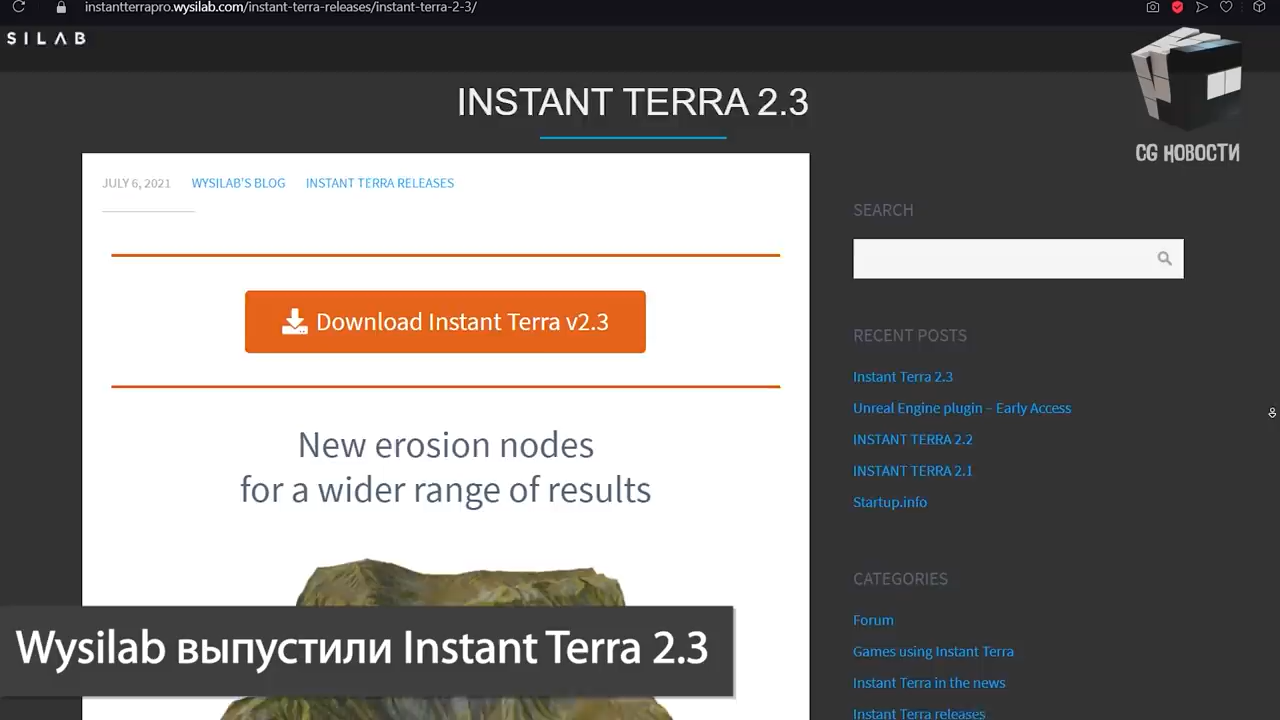 instantterrapro.wysilab.com/instant-terra-releases/instant-terra-2-3/
SILAB
CG НОВОСТИ
INSTANT TERRA 2.3
JULY 6, 2021 WYSILAB'S BLOG INSTANT TERRA RELEASES
Download Instant Terra v2.3
New erosion nodes
for a wider range of results
SEARCH
RECENT POSTS
Instant Terra 2.3
Unreal Engine plugin – Early Access
INSTANT TERRA 2.2
INSTANT TERRA 2.1
Startup.info
CATEGORIES
Forum
Games using Instant Terra
Instant Terra in the news
Instant Terra releases
Wysilab выпустили Instant Terra 2.3